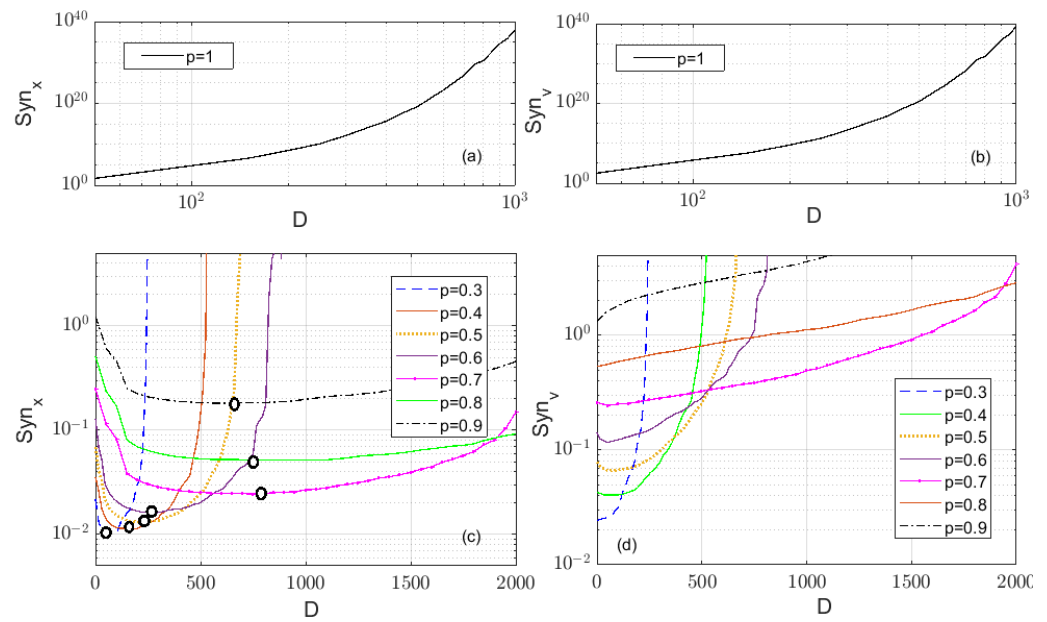 10^40
10^20
10^0
Syn_x
p=1
(a)
10^2
10^3
D
10^40
10^20
10^0
Syn_v
p=1
(b)
10^2
10^3
D
10^0
10^-1
10^-2
Syn_x
p=0.3
p=0.4
p=0.5
p=0.6
p=0.7
p=0.8
p=0.9
(c)
0
500
1000
1500
2000
D
10^0
10^-1
10^-2
Syn_v
p=0.3
p=0.4
p=0.5
p=0.6
p=0.7
p=0.8
p=0.9
(d)
0
500
1000
1500
2000
D